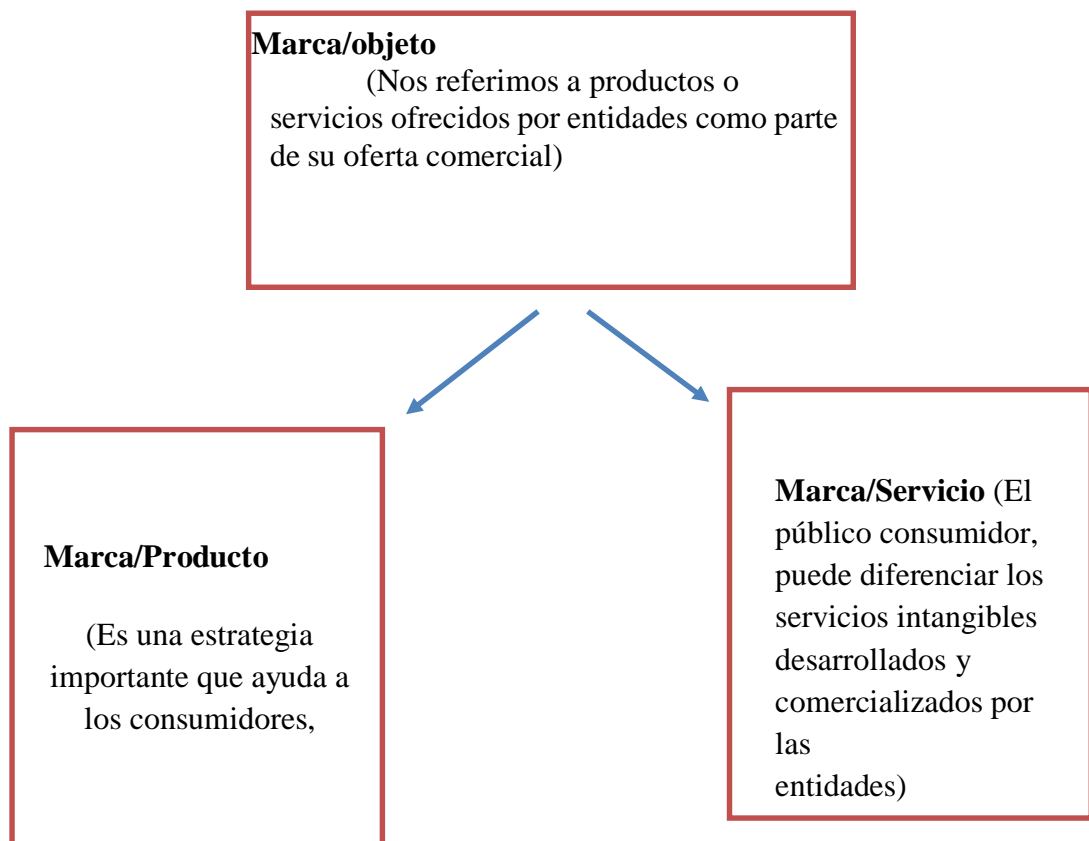 Marca/objeto
(Nos referimos a productos o
servicios ofrecidos por entidades como parte
de su oferta comercial)
Marca/Producto
(Es una estrategia
importante que ayuda a
los consumidores,
Marca/Servicio (El
público consumidor,
puede diferenciar los
servicios intangibles
desarrollados y
comercializados por
las
entidades)